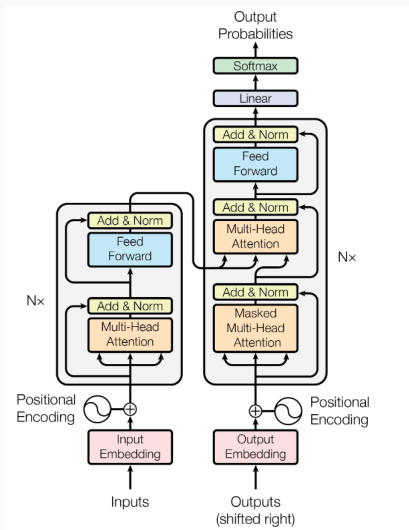 Output
Probabilities
Softmax
Linear
Add & Norm
Feed
Forward
Add & Norm
Multi-Head
Attention
Add & Norm
Masked
Multi-Head
Attention
Nx
Add & Norm
Feed
Forward
Add & Norm
Multi-Head
Attention
N×
Positional
Encoding
Positional
Encoding
Input
Embedding
Output
Embedding
Inputs
Outputs
(shifted right)